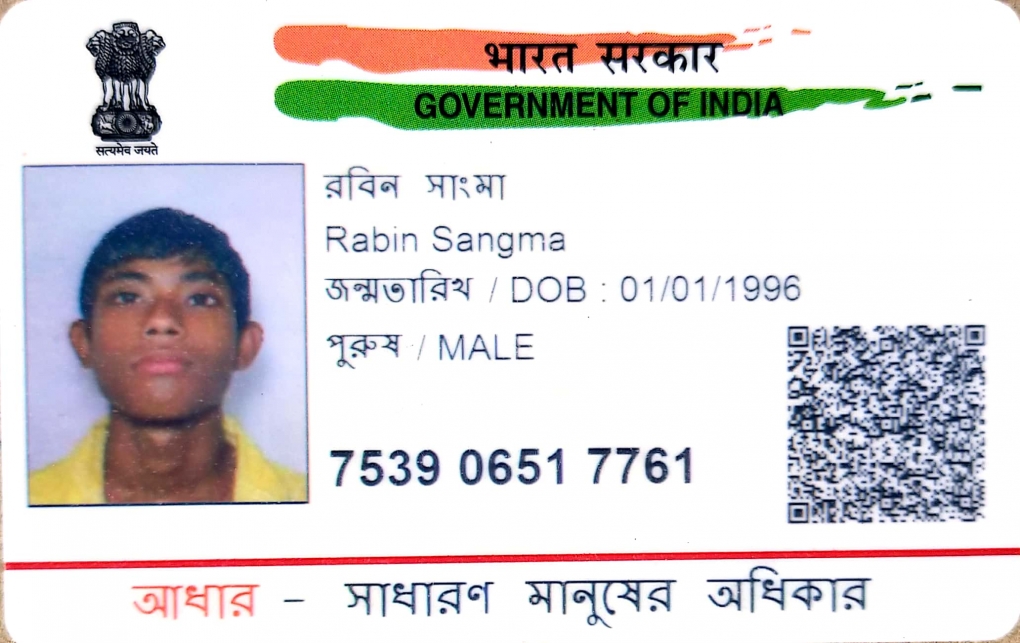 भारत सरकार
GOVERNMENT OF INDIA
सत्यमेव जयते
রবিন সাংমা
Rabin Sangma
জন্মতারিখ / DOB : 01/01/1996
পুরুষ / MALE
7539 0651 7761
আধার – সাধারণ মানুষের অধিকার